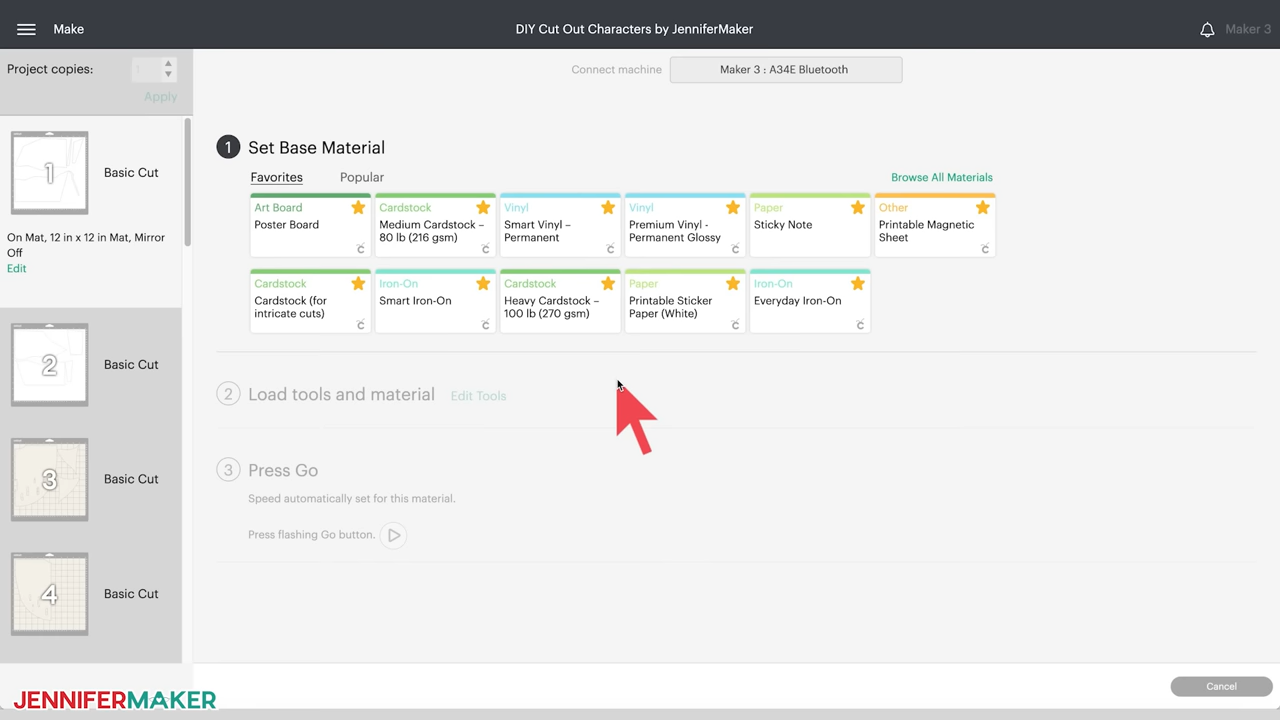 Make
DIY Cut Out Characters by JenniferMaker
Maker 3
Project copies:
Apply
Connect machine
Maker 3 : A34E Bluetooth
1
Basic Cut
On Mat, 12 in x 12 in Mat, Mirror
Off
Edit
2
Basic Cut
3
Basic Cut
4
Basic Cut
1 Set Base Material
Favorites
Popular
Browse All Materials
Art Board
Poster Board
Cardstock
Medium Cardstock –
80 lb (216 gsm)
Vinyl
Smart Vinyl –
Permanent
Vinyl
Premium Vinyl -
Permanent Glossy
Paper
Sticky Note
Other
Printable Magnetic
Sheet
Cardstock
Cardstock (for
intricate cuts)
Iron-On
Smart Iron-On
Cardstock
Heavy Cardstock –
100 lb (270 gsm)
Paper
Printable Sticker
Paper (White)
Iron-On
Everyday Iron-On
2 Load tools and material
Edit Tools
3 Press Go
Speed automatically set for this material.
Press flashing Go button.
Cancel
JENNIFERMAKER